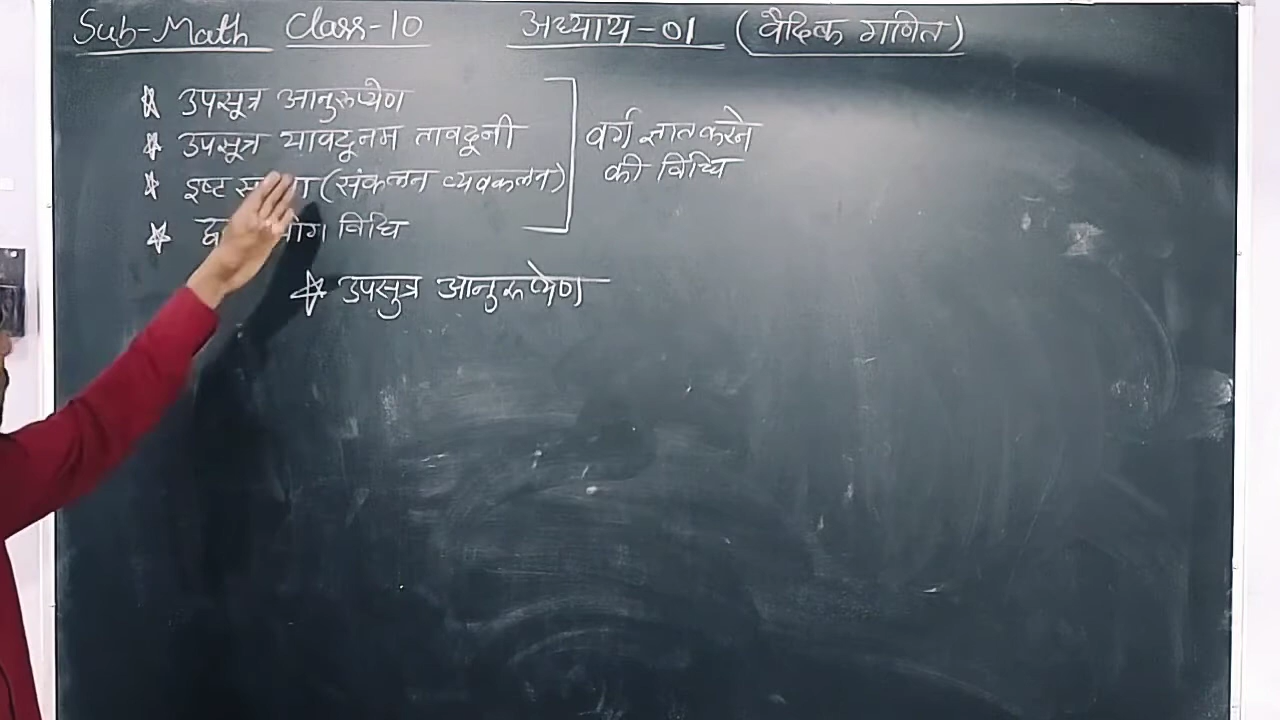 Sub-Math Class-10 अध्याय-01 (वैदिक गणित)
उपसूत्र आनुरूप्येण
उपसूत्र यावदूनम तावदूनी
इष्ट (संकलन व्यवकलन)
विधि
वर्ग ज्ञात करने
की विधि
उपसुत्र आनुरूप्येण